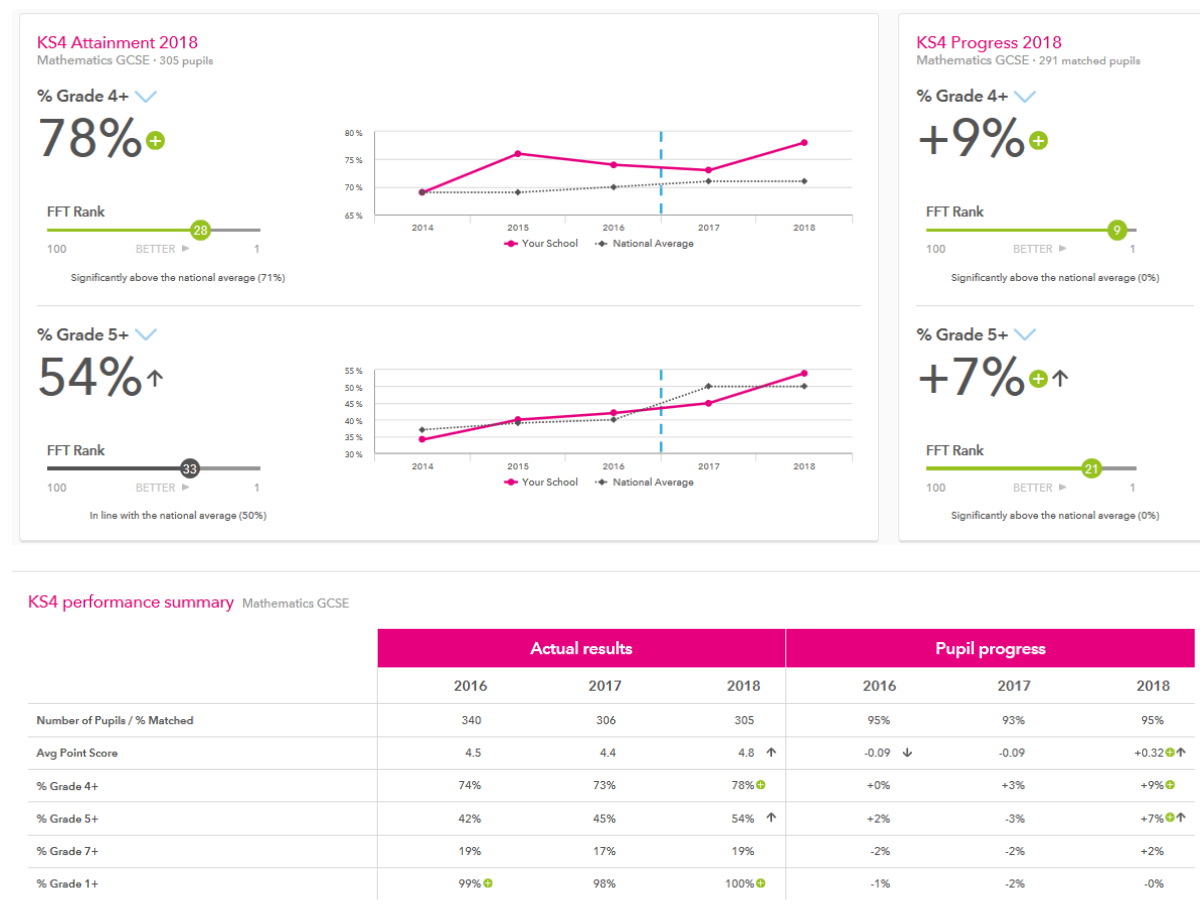 KS4 Attainment 2018
Mathematics GCSE · 305 pupils
% Grade 4+
78%
FFT Rank
28
100 BETTER 1
Significantly above the national average (71%)
80 %
75 %
70 %
65 %
2014 2015 2016 2017 2018
Your School National Average
% Grade 5+
54%
FFT Rank
33
100 BETTER 1
In line with the national average (50%)
55 %
50 %
45 %
40 %
35 %
30 %
2014 2015 2016 2017 2018
Your School National Average
KS4 Progress 2018
Mathematics GCSE · 291 matched pupils
% Grade 4+
+9%
FFT Rank
9
100 BETTER 1
Significantly above the national average (0%)
% Grade 5+
+7%
FFT Rank
21
100 BETTER 1
Significantly above the national average (0%)
KS4 performance summary Mathematics GCSE
Actual results Pupil progress
2016 2017 2018 2016 2017 2018
Number of Pupils / % Matched 340 306 305 95% 93% 95%
Avg Point Score 4.5 4.4 4.8 -0.09 -0.09 +0.32
% Grade 4+ 74% 73% 78% +0% +3% +9%
% Grade 5+ 42% 45% 54% +2% -3% +7%
% Grade 7+ 19% 17% 19% -2% -2% +2%
% Grade 1+ 99% 98% 100% -1% -2% -0%